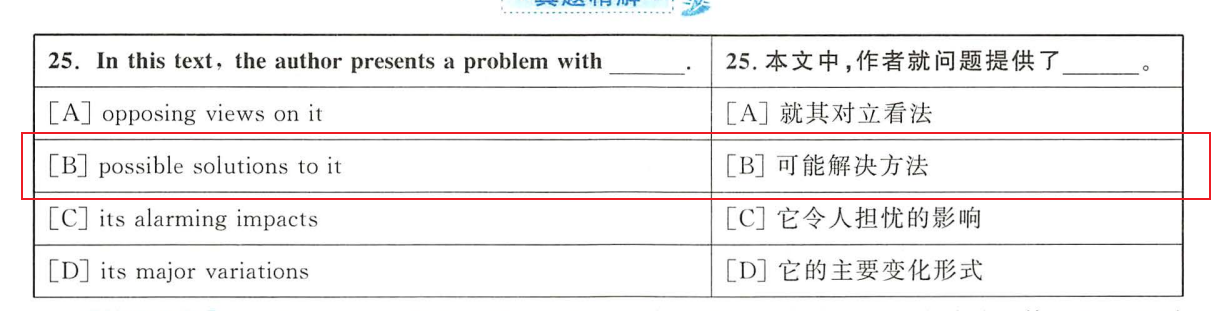 25. In this text, the author presents a problem with ______. 25. 本文中,作者就问题提供了______。
[A] opposing views on it [A] 就其对立看法
[B] possible solutions to it [B] 可能解决方法
[C] its alarming impacts [C] 它令人担忧的影响
[D] its major variations [D] 它的主要变化形式